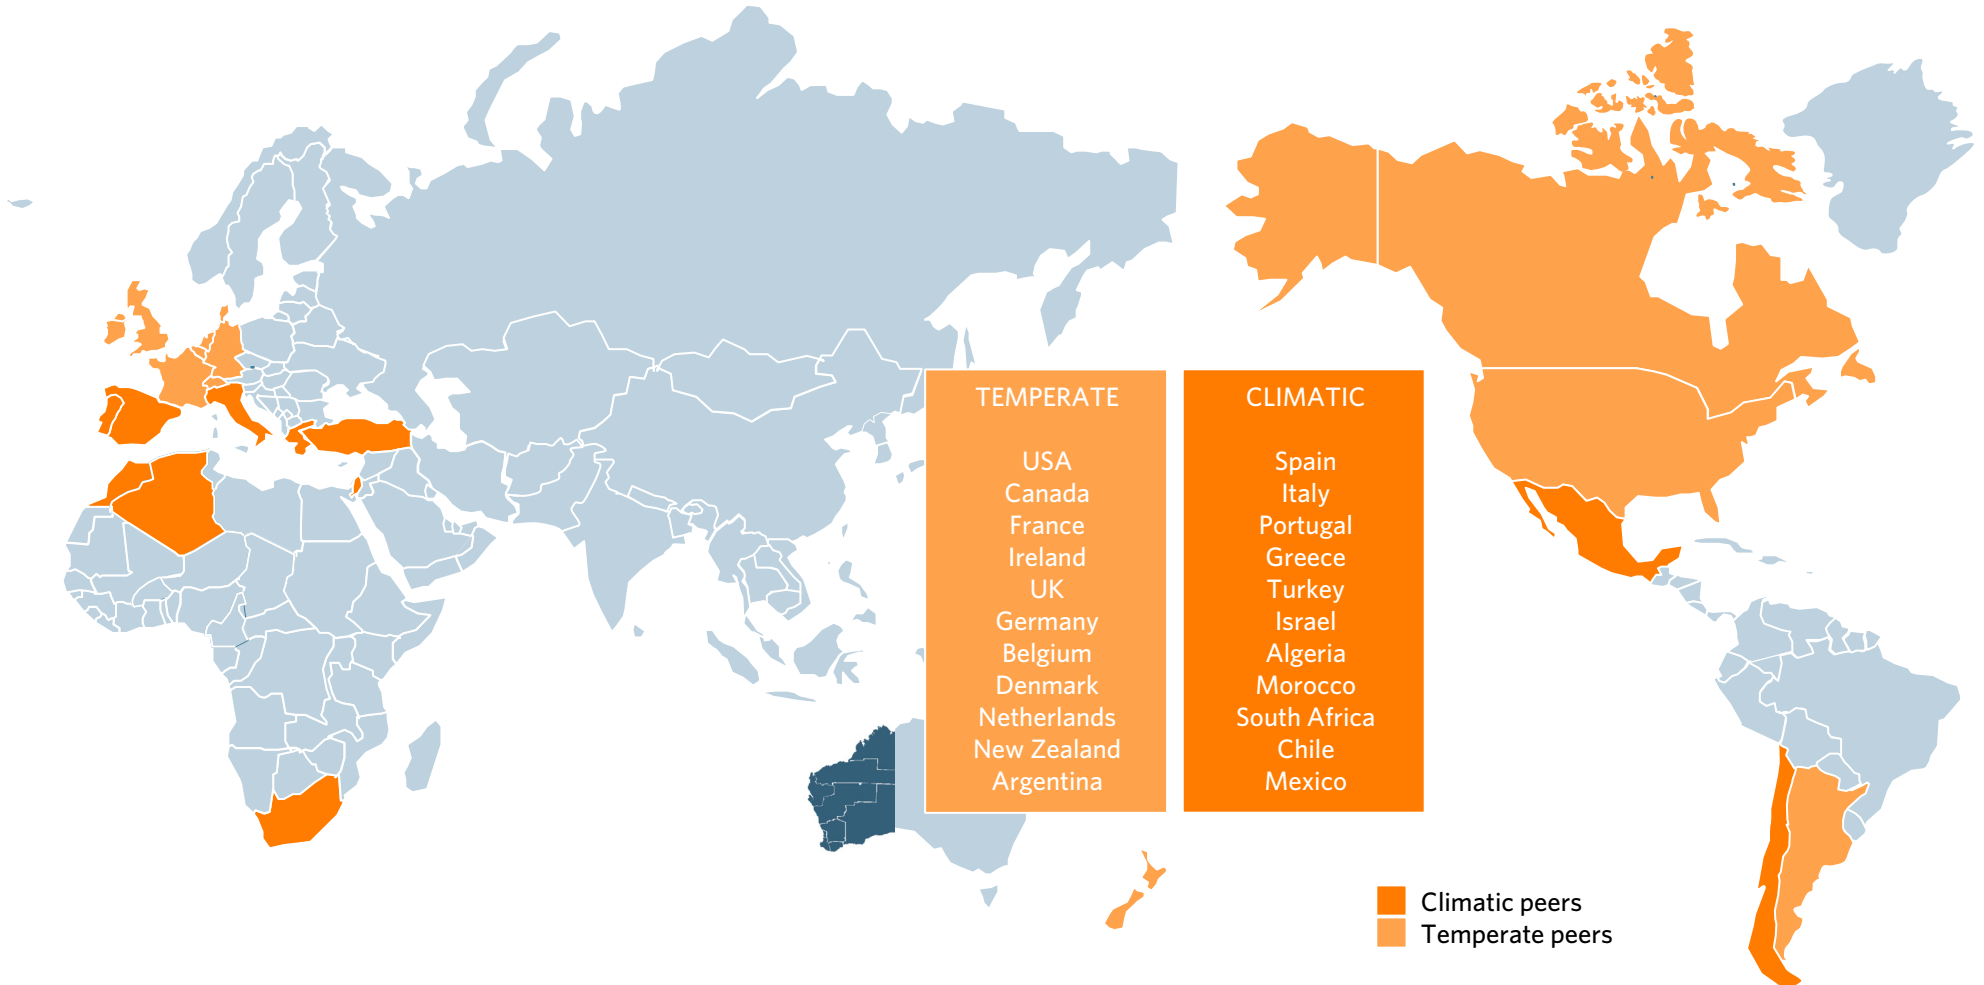 TEMPERATE
USA
Canada
France
Ireland
UK
Germany
Belgium
Denmark
Netherlands
New Zealand
Argentina
CLIMATIC
Spain
Italy
Portugal
Greece
Turkey
Israel
Algeria
Morocco
South Africa
Chile
Mexico
Climatic peers
Temperate peers